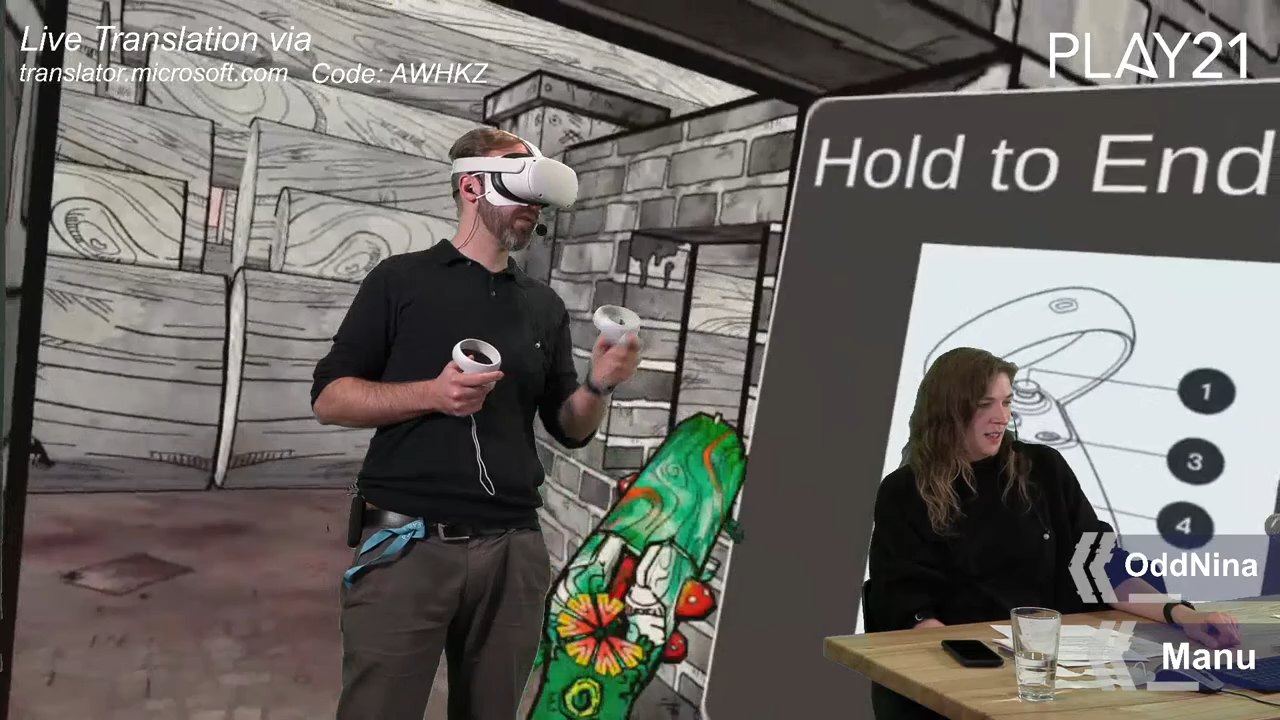 Live Translation via
translator.microsoft.com Code: AWHKZ
PLAY21
Hold to End
1
3
4
OddNina
Manu